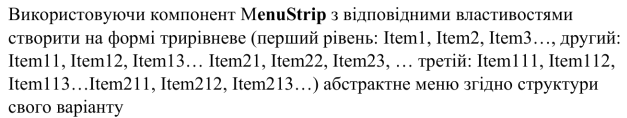 Використовуючи компонент MenuStrip з відповідними властивостями
створити на формі трирівневе (перший рівень: Item1, Item2, Item3…, другий:
Item11, Item12, Item13… Item21, Item22, Item23, … третій: Item111, Item112,
Item113…Item211, Item212, Item213…) абстрактне меню згідно структури
свого варіанту